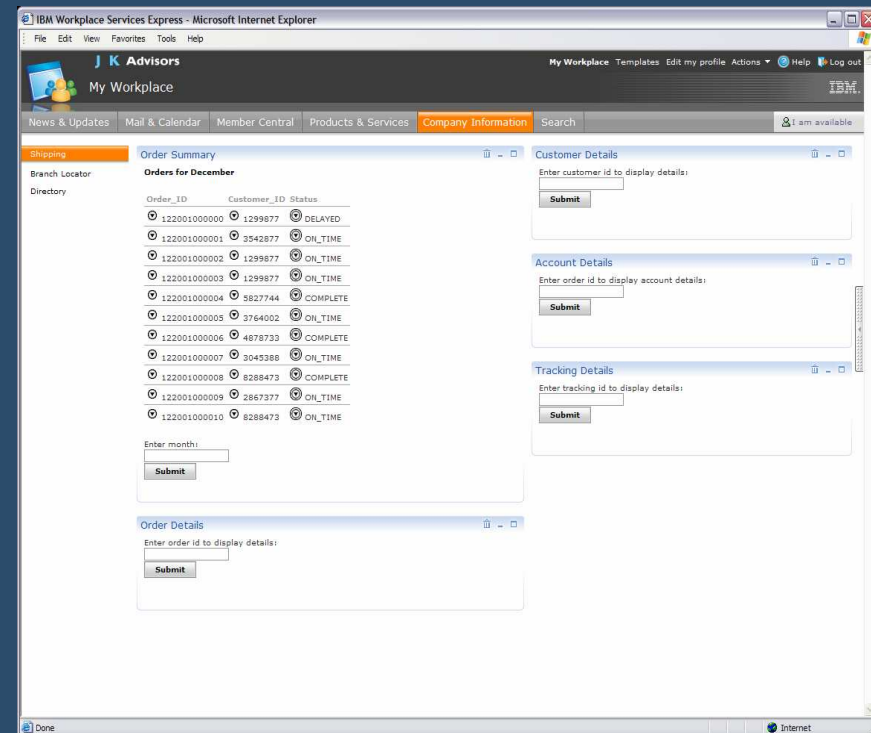 IBM Workplace Services Express - Microsoft Internet Explorer
File Edit View Favorites Tools Help
J K Advisors
My Workplace Templates Edit my profile Actions Help Log out
My Workplace
IBM.
News & Updates Mail & Calendar Member Central Products & Services Company Information Search I am available
Shipping
Branch Locator
Directory
Order Summary
Orders for December
Order_ID Customer_ID Status
122001000000 1299877 DELAYED
122001000001 3542877 ON_TIME
122001000002 1299877 ON_TIME
122001000003 1299877 ON_TIME
122001000004 5827744 COMPLETE
122001000005 3764002 ON_TIME
122001000006 4878733 COMPLETE
122001000007 3045388 ON_TIME
122001000008 8288473 COMPLETE
122001000009 2867377 ON_TIME
122001000010 8288473 ON_TIME
Enter month:
Submit
Order Details
Enter order id to display details:
Submit
Customer Details
Enter customer id to display details:
Submit
Account Details
Enter order id to display account details:
Submit
Tracking Details
Enter tracking id to display details:
Submit
Done Internet